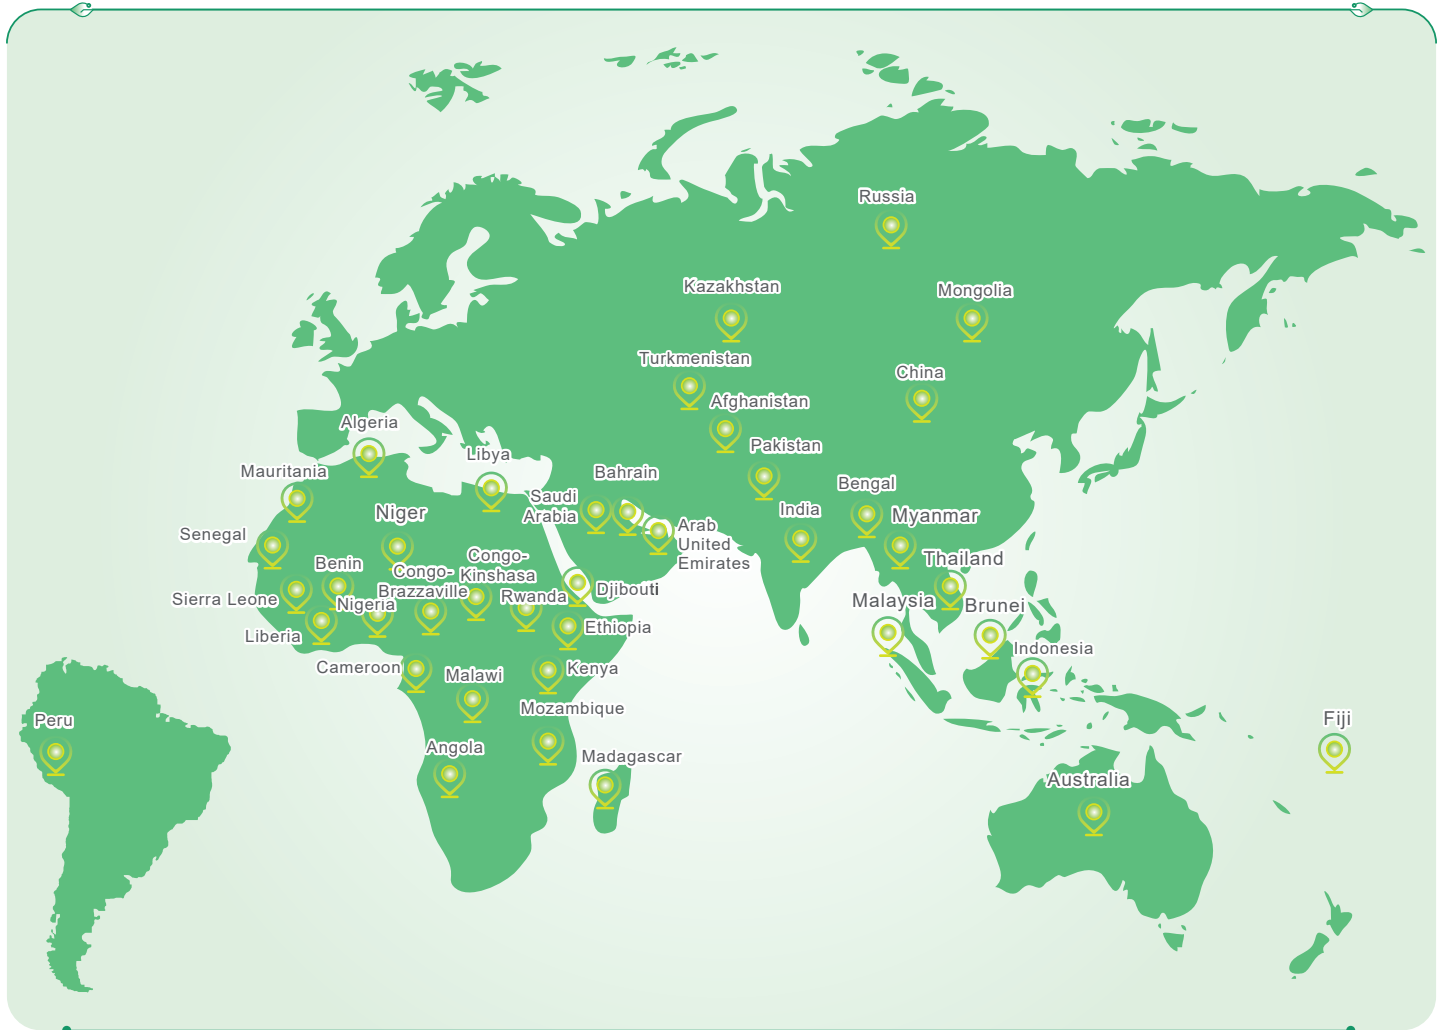 Russia
Kazakhstan
Mongolia
Turkmenistan
China
Afghanistan
Algeria
Pakistan
Libya
Mauritania
Bahrain
Bengal
Saudi
Arabia
India
Niger
Myanmar
Arab
United
Emirates
Senegal
Congo-
Kinshasa
Thailand
Benin
Congo-
Brazzaville
Djibouti
Sierra Leone
Nigeria
Rwanda
Malaysia
Brunei
Liberia
Ethiopia
Indonesia
Cameroon
Malawi
Kenya
Peru
Mozambique
Fiji
Angola
Madagascar
Australia